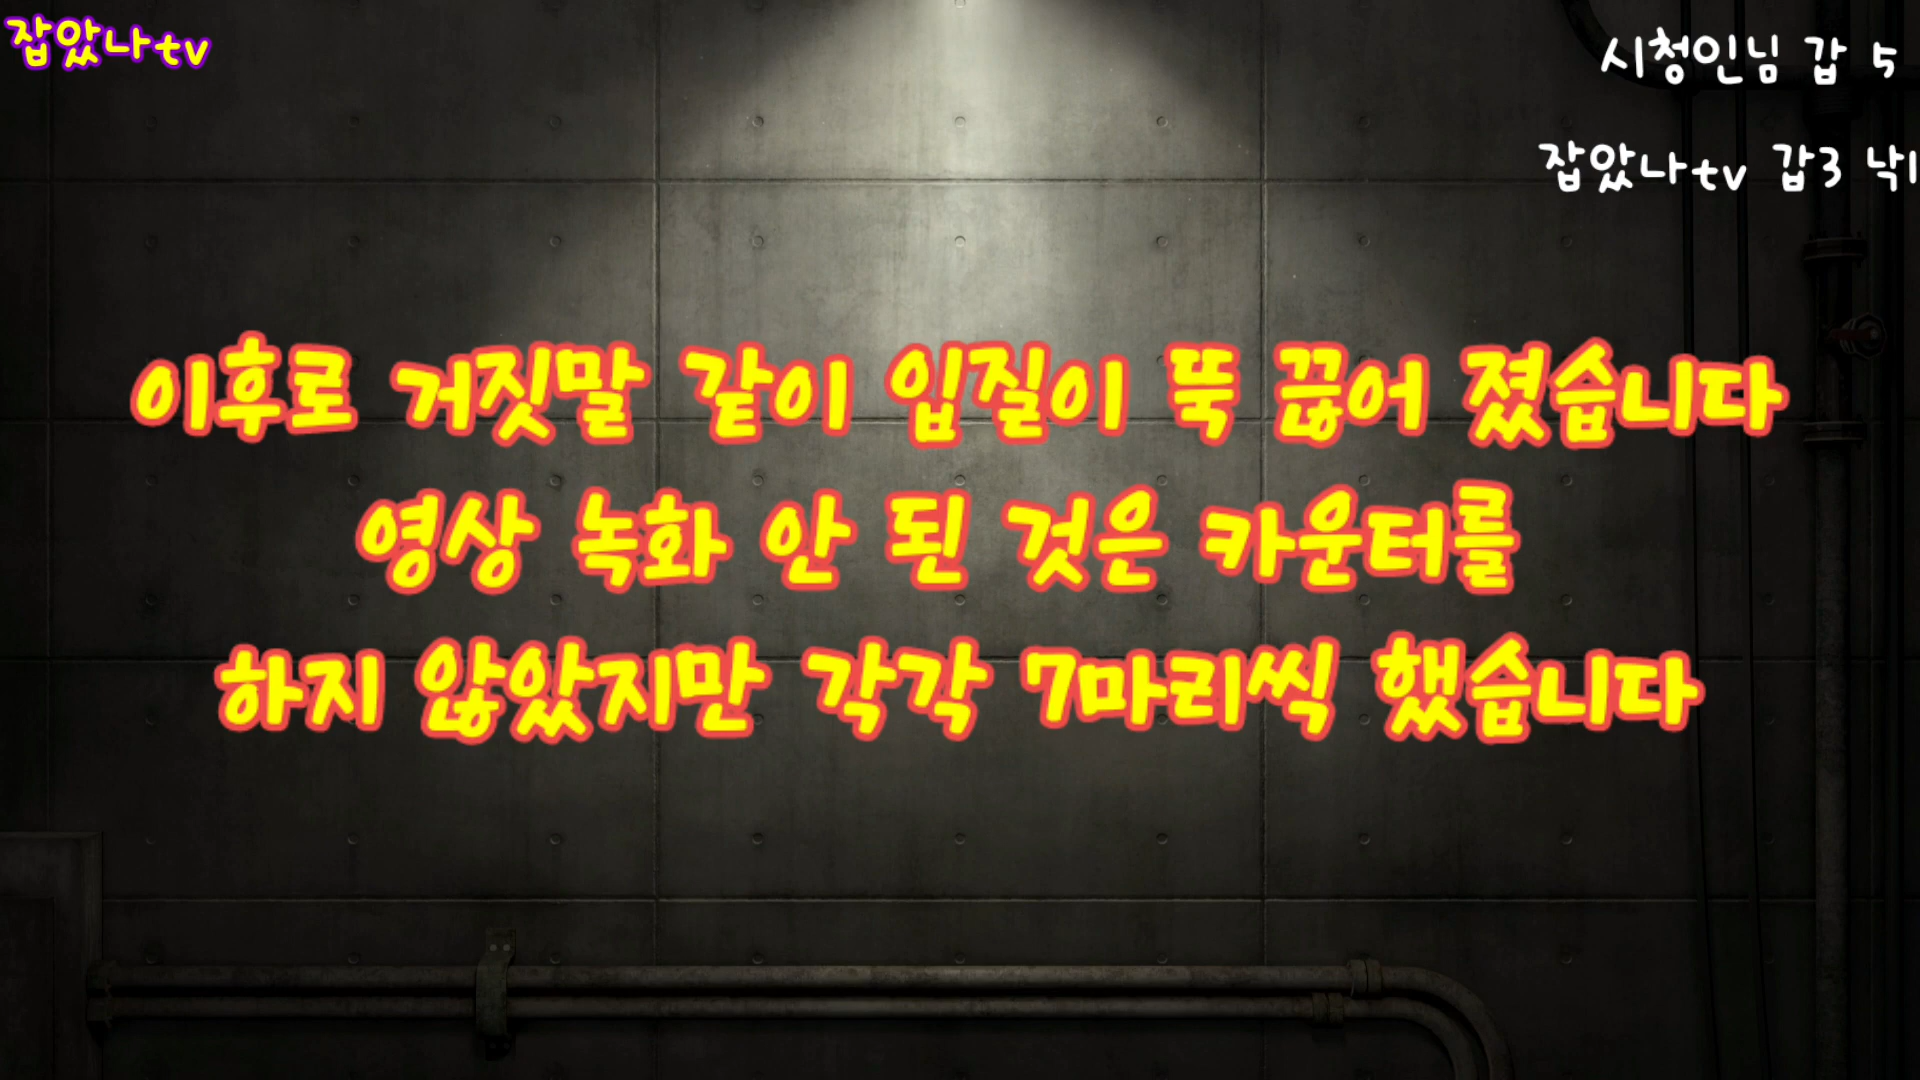 잡았나tv
시청인님 갑 5
잡았나tv 갑3 낙1
이후로 거짓말 같이 입질이 뚝 끊어 졌습니다
영상 녹화 안 된 것은 카운터를
하지 않았지만 각각 7마리씩 했습니다